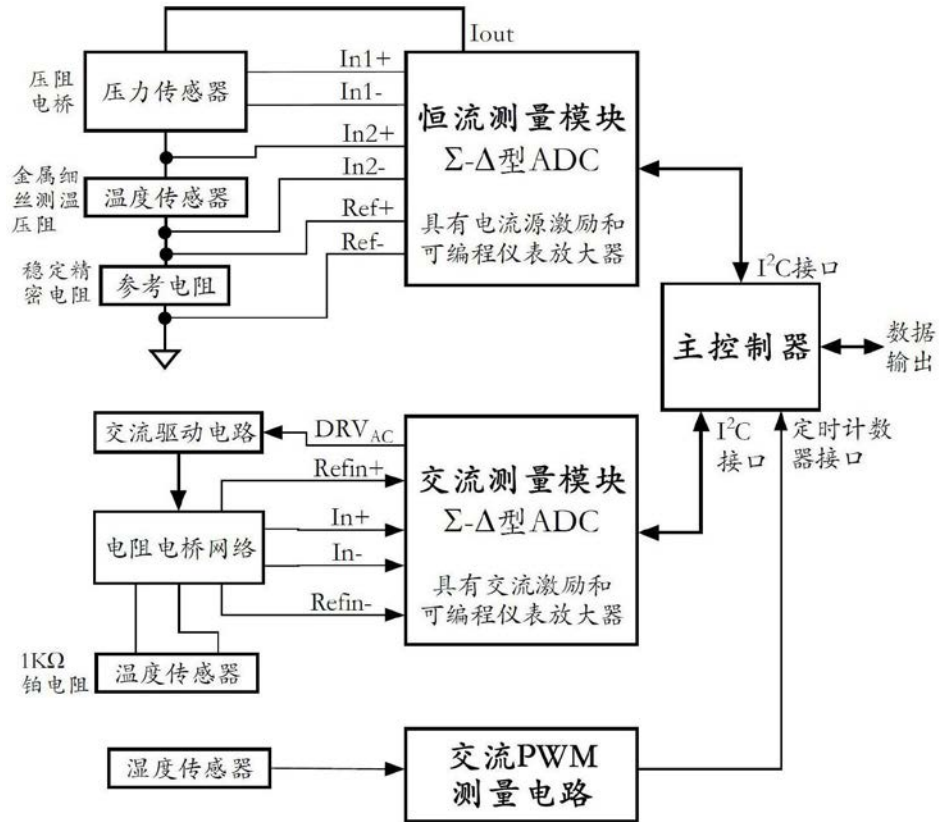 Iout
压阻
电桥
压力传感器
In1+
In1-
In2+
In2-
Ref+
Ref-
恒流测量模块
Σ-Δ型ADC
具有电流源激励和
可编程仪表放大器
金属细
丝测温
压阻
温度传感器
稳定精
密电阻
参考电阻
I²C接口
主控制器
数据
输出
I²C
接口
定时计数
器接口
交流驱动电路
DRV_AC
Refin+
In+
In-
Refin-
电阻电桥网络
交流测量模块
Σ-Δ型ADC
具有交流激励和
可编程仪表放大器
1KΩ
铂电阻
温度传感器
湿度传感器
交流PWM
测量电路